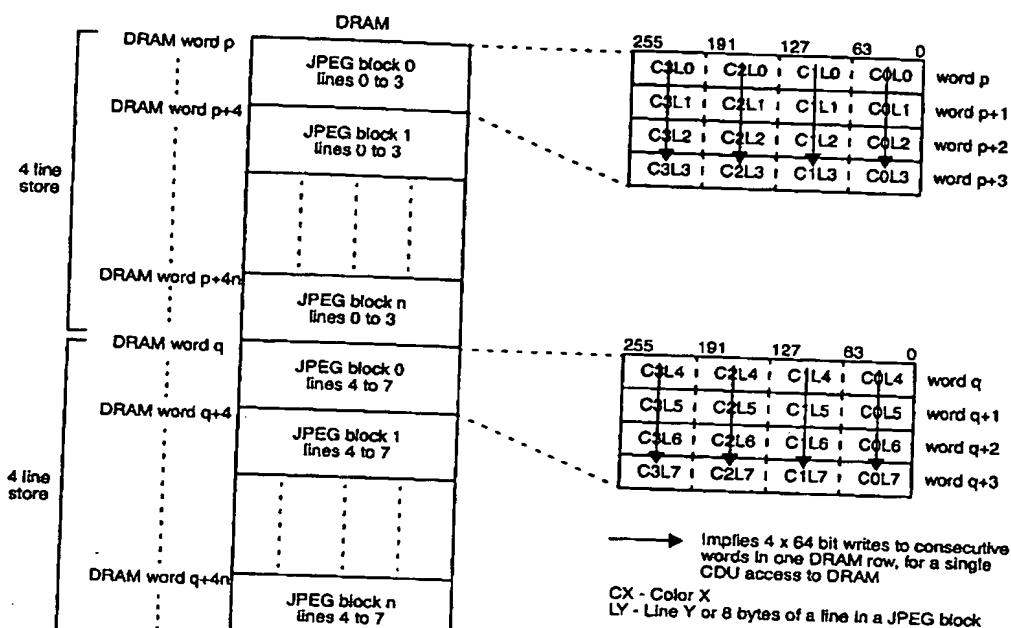 DRAM
DRAM word p
JPEG block 0
lines 0 to 3
DRAM word p+4
JPEG block 1
lines 0 to 3
4 line
store
DRAM word p+4n
JPEG block n
lines 0 to 3
255 191 127 63 0
C3L0 C2L0 C1L0 C0L0 word p
C3L1 C2L1 C1L1 C0L1 word p+1
C3L2 C2L2 C1L2 C0L2 word p+2
C3L3 C2L3 C1L3 C0L3 word p+3
DRAM word q
JPEG block 0
lines 4 to 7
DRAM word q+4
JPEG block 1
lines 4 to 7
4 line
store
DRAM word q+4n
JPEG block n
lines 4 to 7
255 191 127 63 0
C3L4 C2L4 C1L4 C0L4 word q
C3L5 C2L5 C1L5 C0L5 word q+1
C3L6 C2L6 C1L6 C0L6 word q+2
C3L7 C2L7 C1L7 C0L7 word q+3
Implies 4 x 64 bit writes to consecutive
words in one DRAM row, for a single
CDU access to DRAM
CX - Color X
LY - Line Y or 8 bytes of a line in a JPEG block